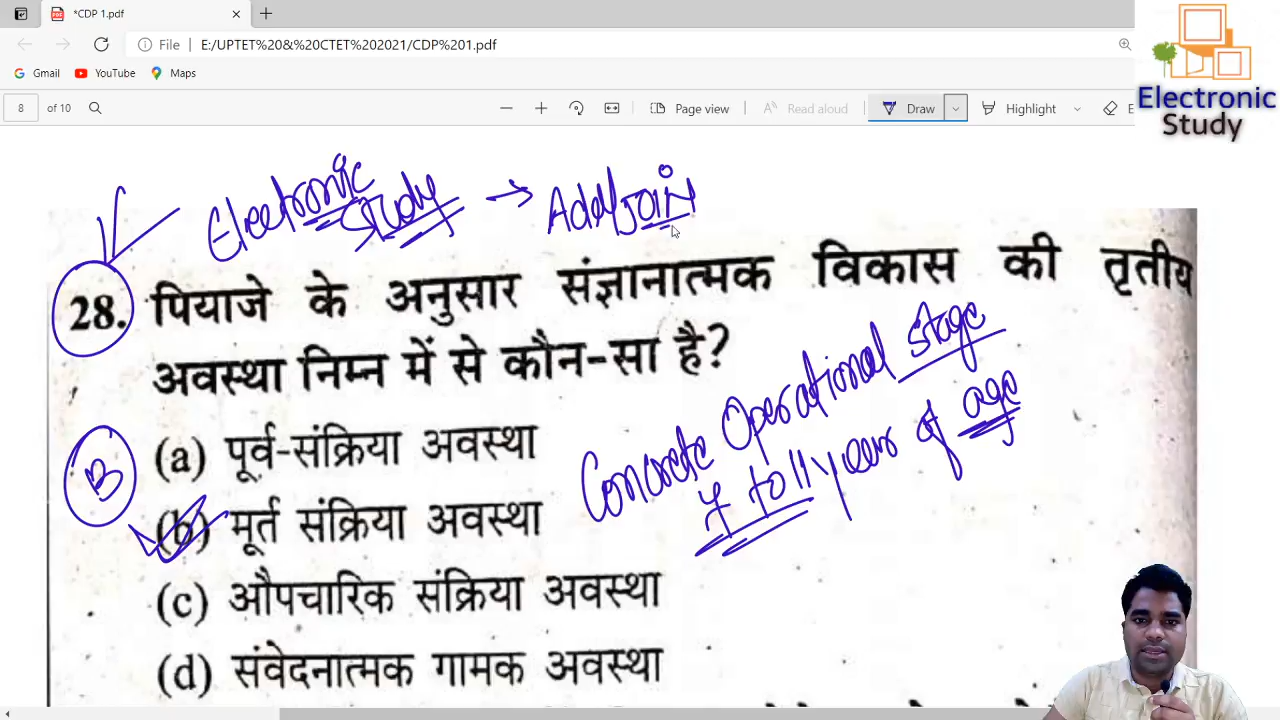 *CDP 1.pdf
File E:/UPTET%20&%20CTET%202021/CDP%201.pdf
Gmail YouTube Maps
8 of 10 Page view Read aloud Draw Highlight E
Electronic
Study
Electronic Study → Add/Join
28. पियाजे के अनुसार संज्ञानात्मक विकास की तृतीय
अवस्था निम्न में से कौन-सा है?
Concrete Operational stage
7 to 11 year of age
B
(a) पूर्व-संक्रिया अवस्था
(b) मूर्त संक्रिया अवस्था
(c) औपचारिक संक्रिया अवस्था
(d) संवेदनात्मक गामक अवस्था